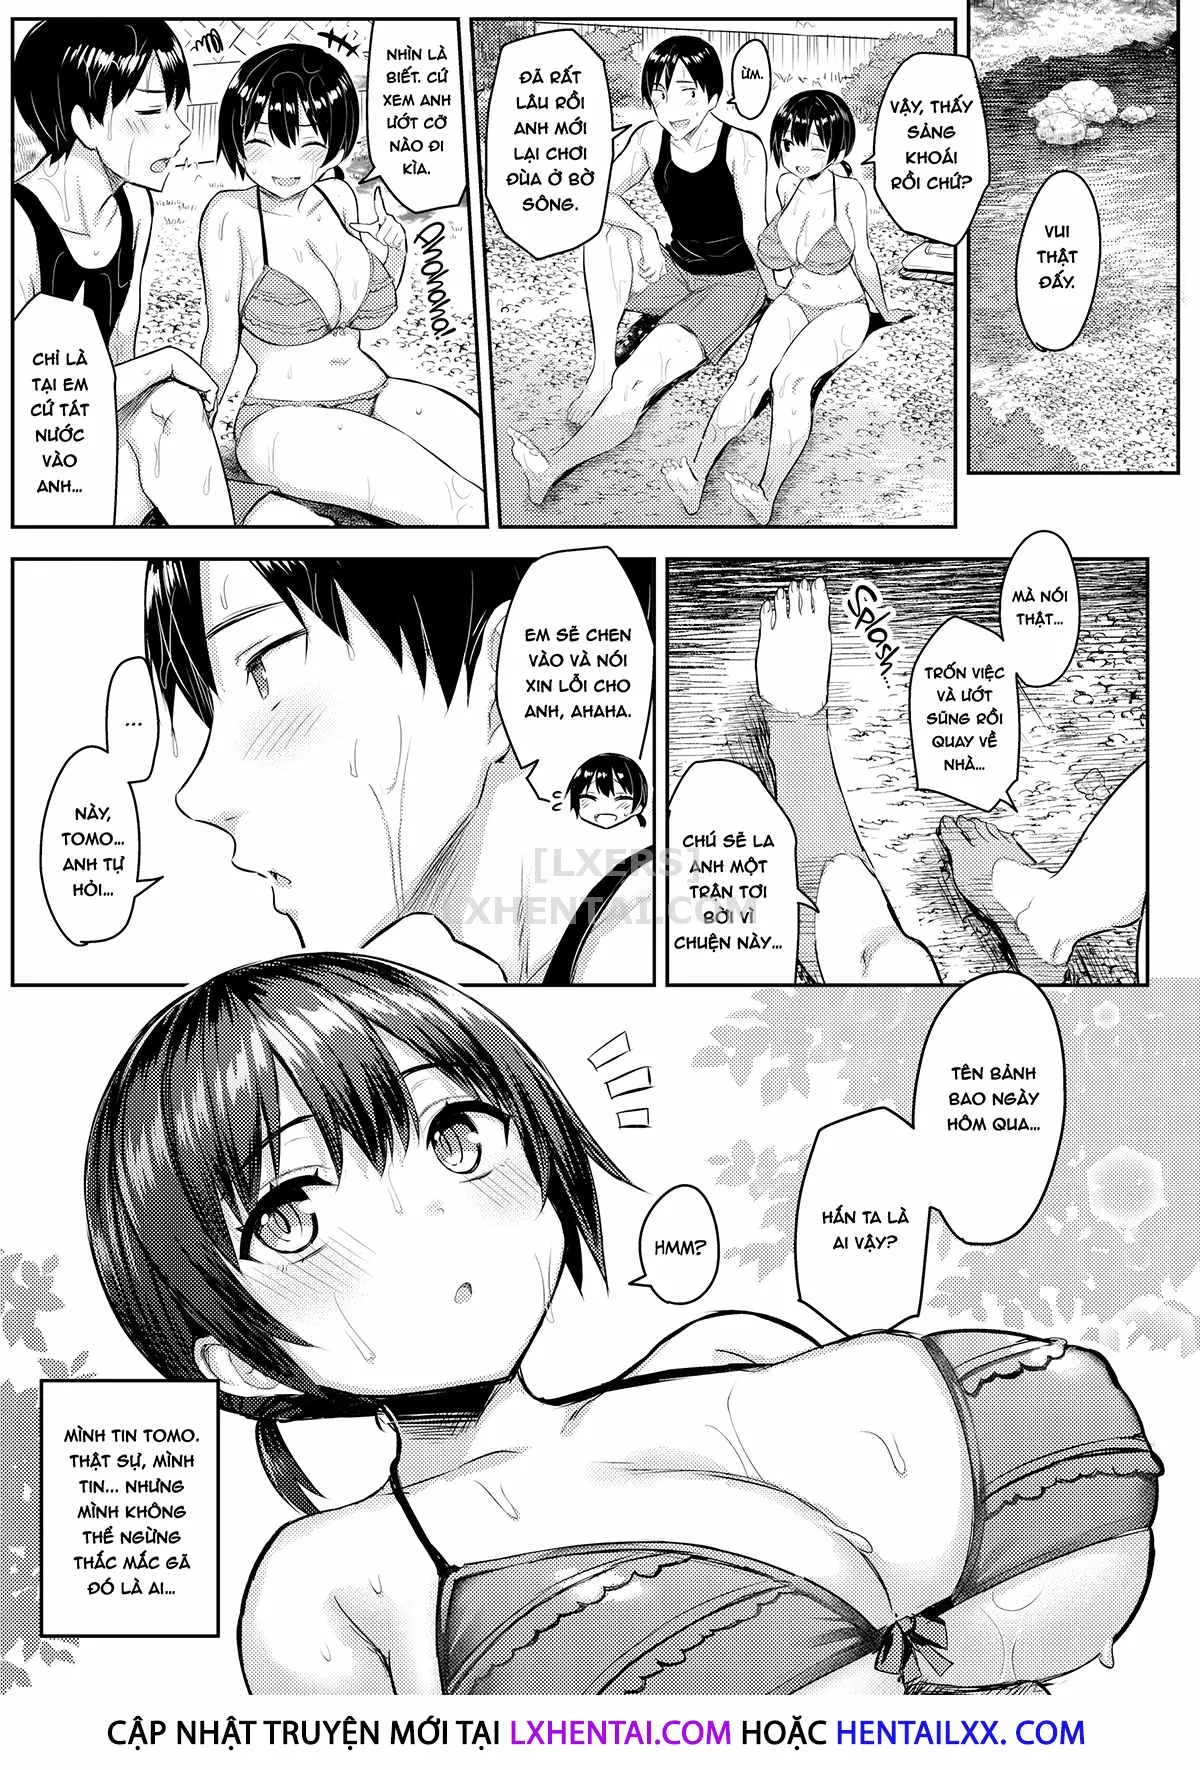 VUI
THẬT
ĐẤY.
VẬY, THẤY
SẢNG
KHOÁI
RỒI CHỨ?
ỪM.
ĐÃ RẤT
LÂU RỒI
ANH MỚI
LẠI CHƠI
ĐÙA Ở BỜ
SÔNG.
NHÌN LÀ
BIẾT. CỨ
XEM ANH
ƯỚT CỠ
NÀO ĐI
KÌA.
Ahahaha!
CHỈ LÀ
TẠI EM
CỨ TÁT
NƯỚC
VÀO
ANH...
MÀ NÓI
THẬT...
TRỐN VIỆC
VÀ ƯỚT
SŨNG RỒI
QUAY VỀ
NHÀ...
Splash...
CHÚ SẼ LA
ANH MỘT
TRẬN TƠI
BỜI VÌ
CHUYỆN NÀY...
EM SẼ CHEN
VÀO VÀ NÓI
XIN LỖI CHO
ANH, AHAHA.
...
NÀY,
TOMO...
ANH TỰ
HỎI...
[LXERS]
XHENTAI.COM
TÊN BẢNH
BAO NGÀY
HÔM QUA...
HẮN TA LÀ
AI VẬY?
HMM?
MÌNH TIN TOMO.
THẬT SỰ, MÌNH
TIN... NHƯNG
MÌNH KHÔNG
THỂ NGỪNG
THẮC MẮC GÃ
ĐÓ LÀ AI...
CẬP NHẬT TRUYỆN MỚI TẠI LXHENTAI.COM HOẶC HENTAILXX. COM